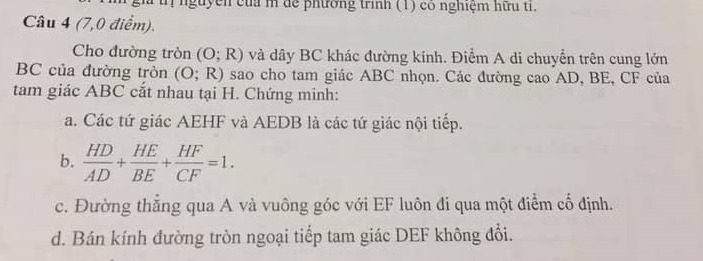 nguyên của m để phương trình (1) có nghiệm hữu tỉ.
Câu 4 (7,0 điểm).
Cho đường tròn (O; R) và dây BC khác đường kính. Điểm A di chuyển trên cung lớn
BC của đường tròn (O; R) sao cho tam giác ABC nhọn. Các đường cao AD, BE, CF của
tam giác ABC cắt nhau tại H. Chứng minh:
a. Các tứ giác AEHF và AEDB là các tứ giác nội tiếp.
b. HD/AD + HE/BE + HF/CF = 1.
c. Đường thẳng qua A và vuông góc với EF luôn đi qua một điểm cố định.
d. Bán kính đường tròn ngoại tiếp tam giác DEF không đổi.